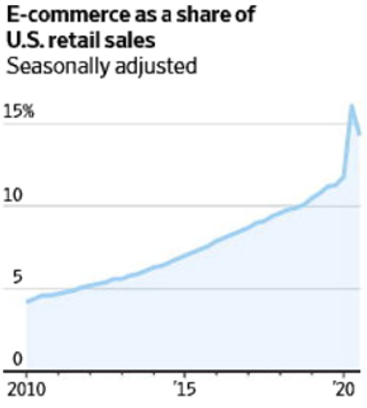 E-commerce as a share of
U.S. retail sales
Seasonally adjusted
15%
10
5
0
2010 '15 '20